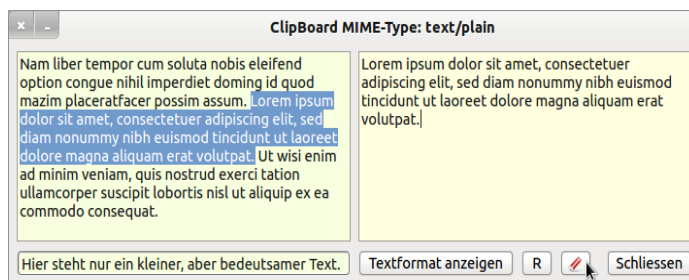 ClipBoard MIME-Type: text/plain
Nam liber tempor cum soluta nobis eleifend
option congue nihil imperdiet doming id quod
mazim placeratfacer possim assum. Lorem ipsum
dolor sit amet, consectetuer adipiscing elit, sed
diam nonummy nibh euismod tincidunt ut laoreet
dolore magna aliquam erat volutpat. Ut wisi enim
ad minim veniam, quis nostrud exerci tation
ullamcorper suscipit lobortis nisl ut aliquip ex ea
commodo consequat.
Lorem ipsum dolor sit amet, consectetuer
adipiscing elit, sed diam nonummy nibh euismod
tincidunt ut laoreet dolore magna aliquam erat
volutpat.
Hier steht nur ein kleiner, aber bedeutsamer Text.
Textformat anzeigen
R
Schliessen